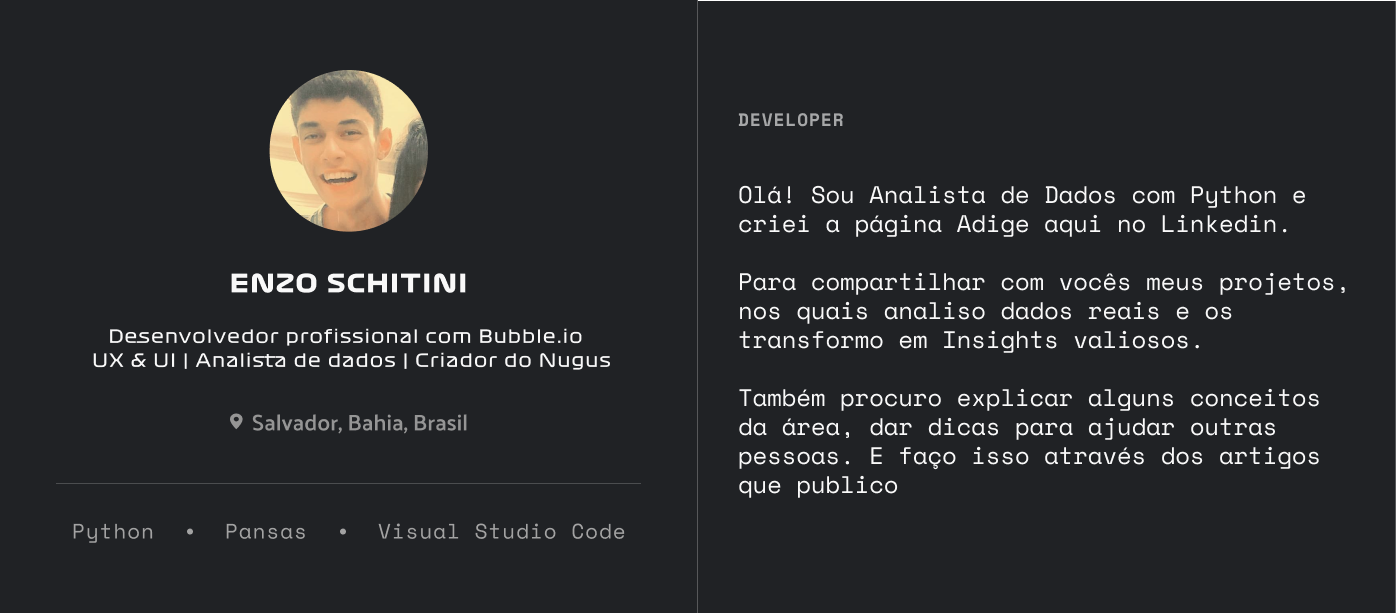 ENZO SCHITINI
Desenvolvedor profissional com Bubble.io
UX & UI | Analista de dados | Criador do Nugus
Salvador, Bahia, Brasil
Python • Pansas • Visual Studio Code
DEVELOPER
Olá! Sou Analista de Dados com Python e
criei a página Adige aqui no Linkedin.
Para compartilhar com vocês meus projetos,
nos quais analiso dados reais e os
transformo em Insights valiosos.
Também procuro explicar alguns conceitos
da área, dar dicas para ajudar outras
pessoas. E faço isso através dos artigos
que publico